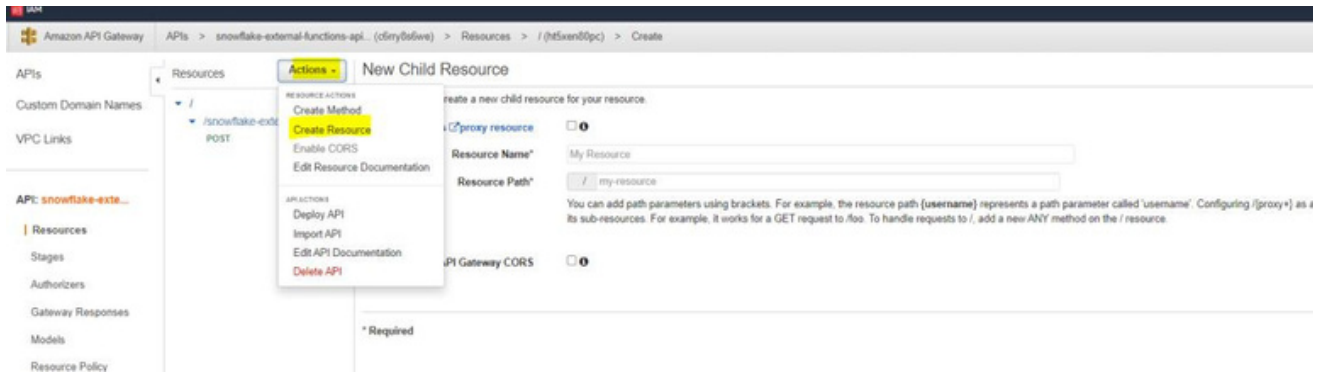 IAM
Amazon API Gateway APIs > snowflake-external-functions-api... (c6rry8s6we) > Resources > / (ht5xen80pc) > Create
APIs
Custom Domain Names
VPC Links
API: snowflake-exte...
Resources
Stages
Authorizers
Gateway Responses
Models
Resource Policy
Resources
Actions
/
/snowflake-exte
POST
RESOURCE ACTIONS
Create Method
Create Resource
Enable CORS
Edit Resource Documentation
API ACTIONS
Deploy API
Import API
Edit API Documentation
Delete API
New Child Resource
reate a new child resource for your resource.
proxy resource
Resource Name*
My Resource
Resource Path*
/ my-resource
You can add path parameters using brackets. For example, the resource path {username} represents a path parameter called 'username'. Configuring /{proxy+} as a
its sub-resources. For example, it works for a GET request to /foo. To handle requests to /, add a new ANY method on the / resource.
API Gateway CORS
* Required